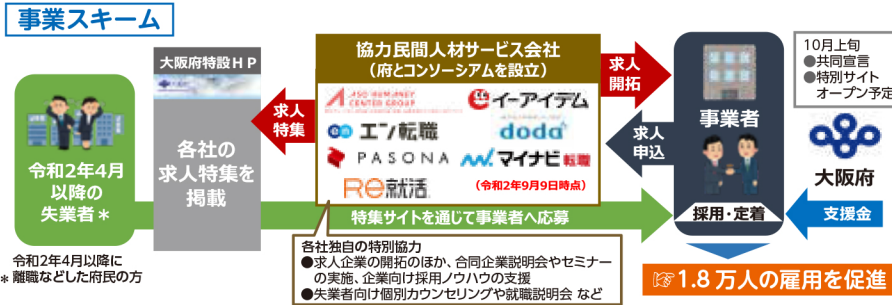 事業スキーム
大阪府特設HP
各社の
求人特集を
掲載
令和2年4月
以降の
失業者*
令和2年4月以降に
* 離職などした府民の方
求人
特集
協力民間人材サービス会社
(府とコンソーシアムを設立)
ASO HUMANY
CENTER GROUP
イーアイデム
en エン転職
doda
PASONA
マイナビ転職
Re就活
(令和2年9月9日時点)
特集サイトを通じて事業者へ応募
各社独自の特別協力
●求人企業の開拓のほか、合同企業説明会やセミナー
の実施、企業向け採用ノウハウの支援
●失業者向け個別カウンセリングや就職説明会 など
求人
開拓
求人
申込
事業者
採用・定着
10月上旬
●共同宣言
●特別サイト
オープン予定
大阪府
支援金
☞1.8万人の雇用を促進